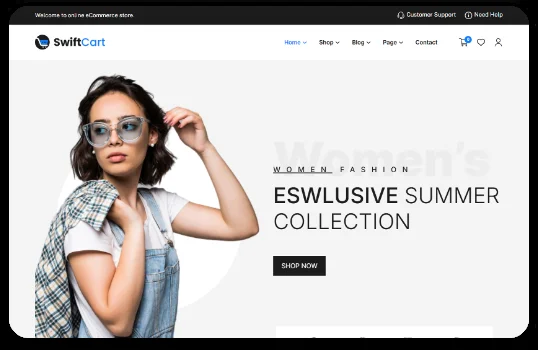 Welcome to online eCommerce store
Customer Support
Need Help
SwiftCart
Home
Shop
Blog
Page
Contact
0
Women's
WOMEN FASHION
ESWLUSIVE SUMMER
COLLECTION
SHOP NOW